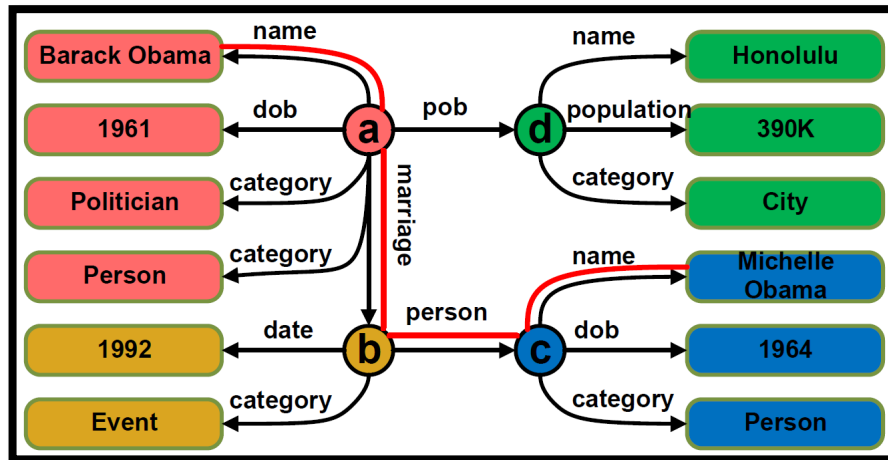 name
name
Barack Obama
Honolulu
dob
pob
population
1961
a
d
390K
category
marriage
category
Politician
City
category
name
Person
Michelle
Obama
person
date
dob
1992
b
c
1964
category
category
Event
Person